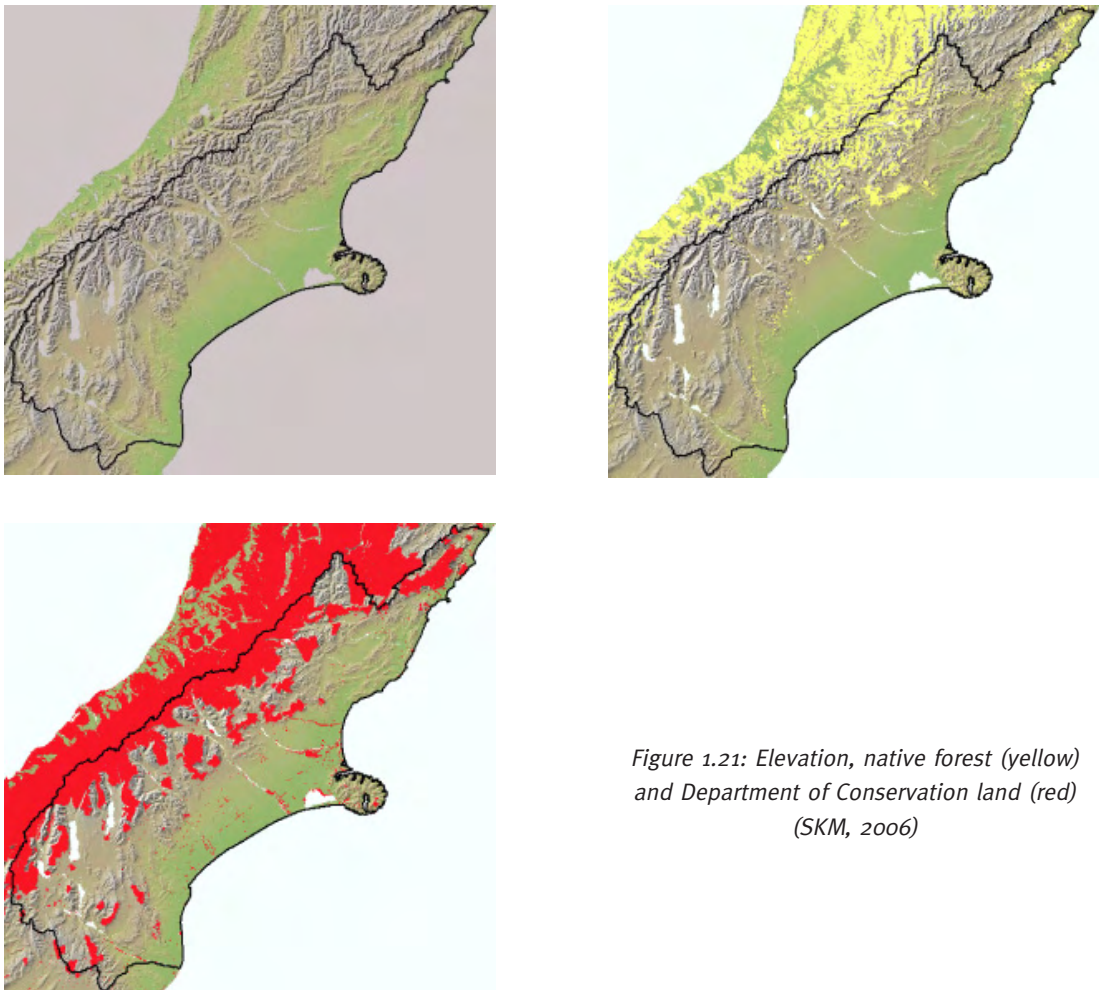 Figure 1.21: Elevation, native forest (yellow)
and Department of Conservation land (red)
(SKM, 2006)